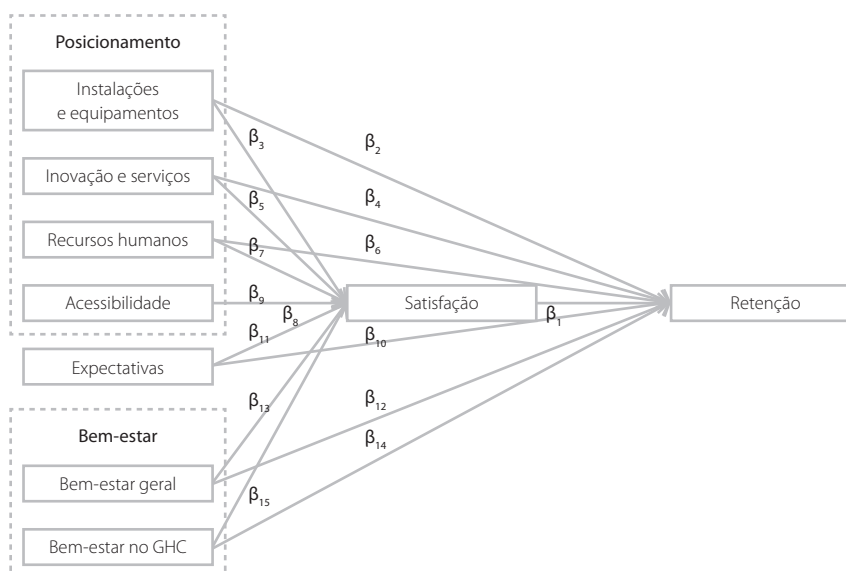 Posicionamento
Instalações
e equipamentos
β3
β2
Inovação e serviços
β5
β4
Recursos humanos
β7
β6
Acessibilidade
β9
β8
Satisfação
β1
Retenção
β11
β10
Expectativas
β13
β12
Bem-estar
β14
Bem-estar geral
β15
Bem-estar no GHC